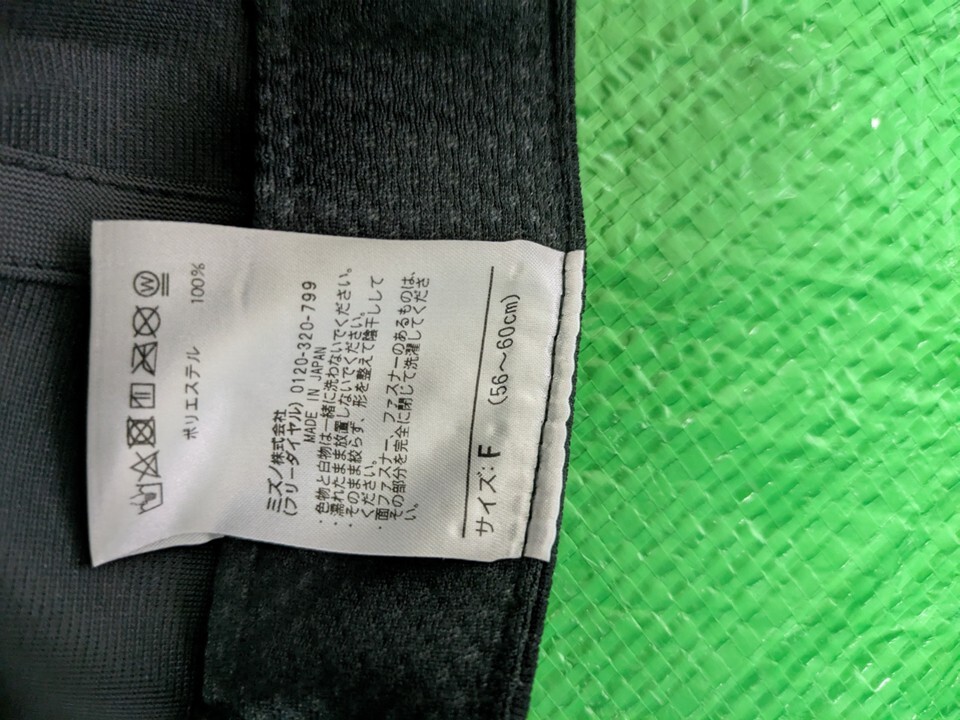 サイズ:F (56～60cm)
ミズノ株式会社
(フリーダイヤル) 0120-320-799
MADE IN JAPAN
・色物と白物は一緒に洗わないでください。
・濡れたまま放置しないでください。
・そのまま絞らず、形を整えて陰干しして
ください。
・面ファスナー、ファスナーのあるものは、
その部分を完全に閉じて洗濯してくださ
い。
ポリエステル 100%
W